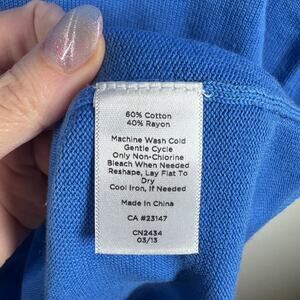 60% Cotton
40% Rayon
Machine Wash Cold
Gentle Cycle
Only Non-Chlorine
Bleach When Needed
Reshape, Lay Flat To
Dry
Cool Iron, If Needed
Made in China
CA #23147
CN2434
03/13